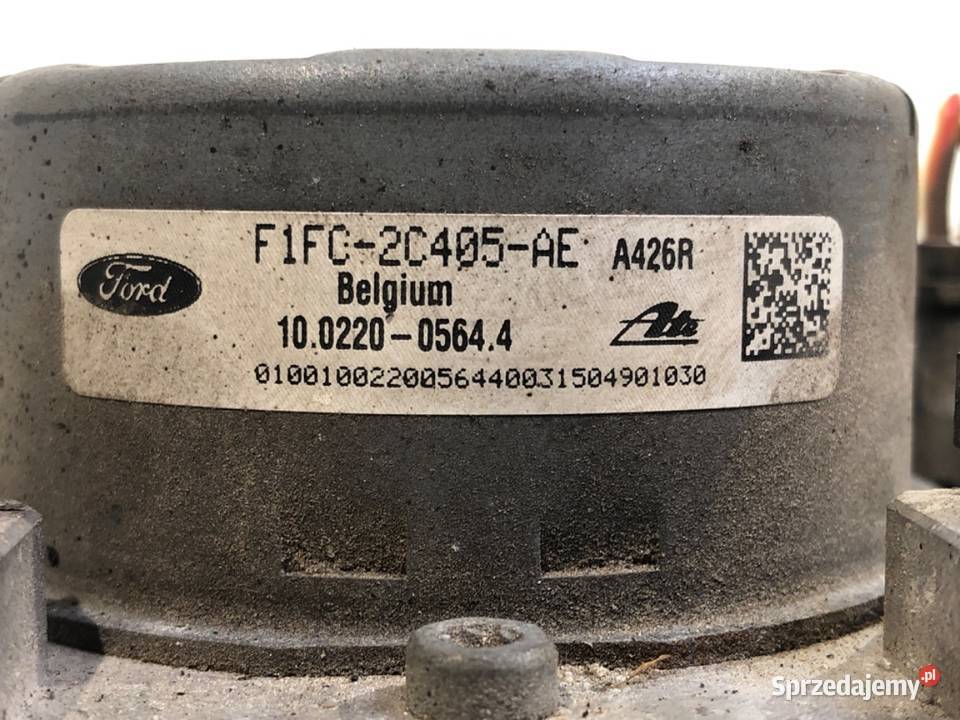 F1FC-2C405-AE A426R
Ford
Belgium
10.0220-0564.4 Ate
0100100220056440031504901030
Sprzedajemy.pl